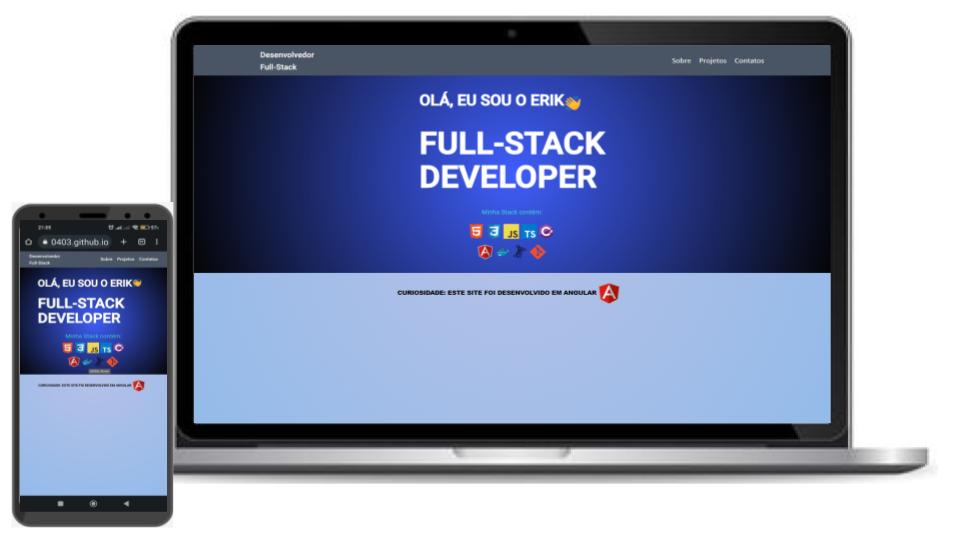 Desenvolvedor
Full-Stack
Sobre Projetos Contatos
OLÁ, EU SOU O ERIK
FULL-STACK
DEVELOPER
Minha Stack contém:
JS TS
CURIOSIDADE: ESTE SITE FOI DESENVOLVIDO EM ANGULAR
0403.github.io
Desenvolvedor
Full-Stack
Sobre Projetos Contatos
OLÁ, EU SOU O ERIK
FULL-STACK
DEVELOPER
Minha Stack contém:
JS TS
CURIOSIDADE: ESTE SITE FOI DESENVOLVIDO EM ANGULAR